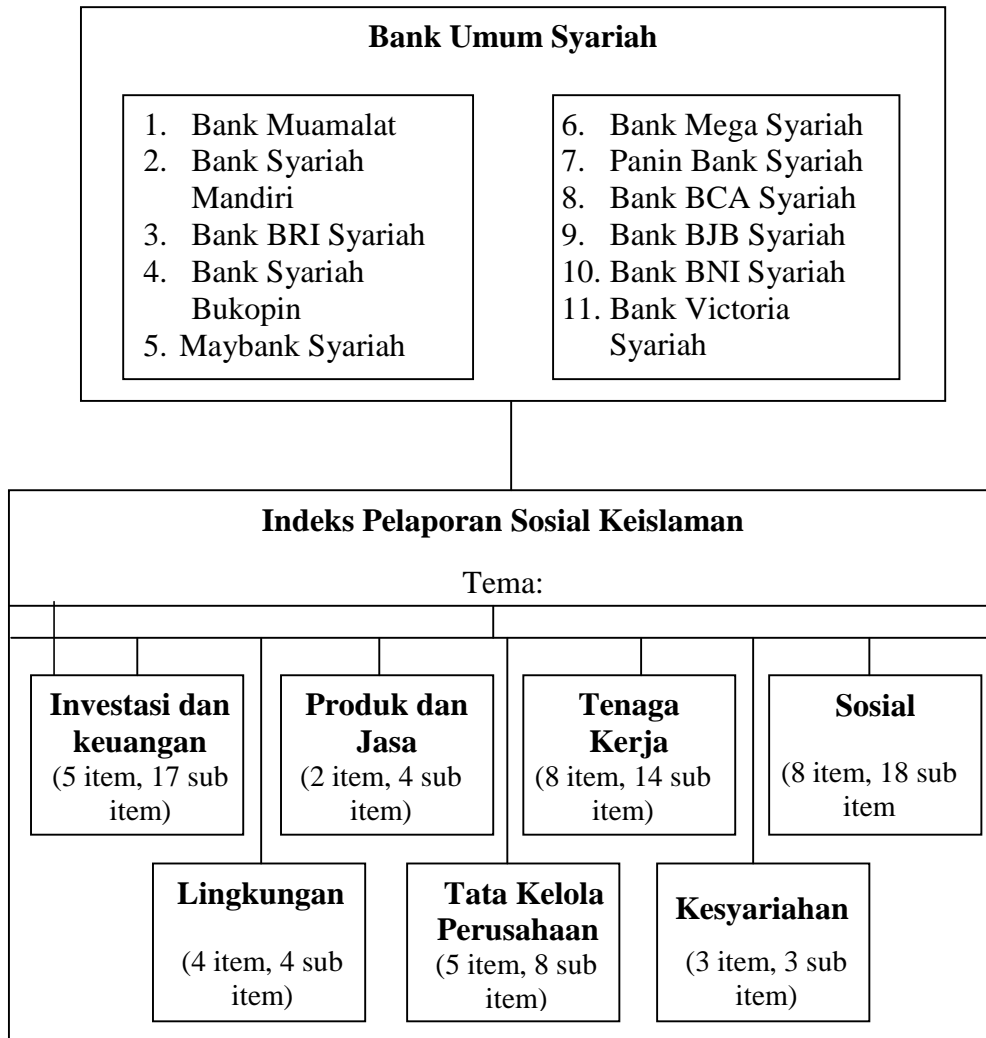 Bank Umum Syariah
1. Bank Muamalat
2. Bank Syariah
Mandiri
3. Bank BRI Syariah
4. Bank Syariah
Bukopin
5. Maybank Syariah
6. Bank Mega Syariah
7. Panin Bank Syariah
8. Bank BCA Syariah
9. Bank BJB Syariah
10. Bank BNI Syariah
11. Bank Victoria
Syariah
Indeks Pelaporan Sosial Keislaman
Tema:
Investasi dan
keuangan
(5 item, 17 sub
item)
Produk dan
Jasa
(2 item, 4 sub
item)
Tenaga
Kerja
(8 item, 14 sub
item)
Sosial
(8 item, 18 sub
item
Lingkungan
(4 item, 4 sub
item)
Tata Kelola
Perusahaan
(5 item, 8 sub
item)
Kesyariahan
(3 item, 3 sub
item)